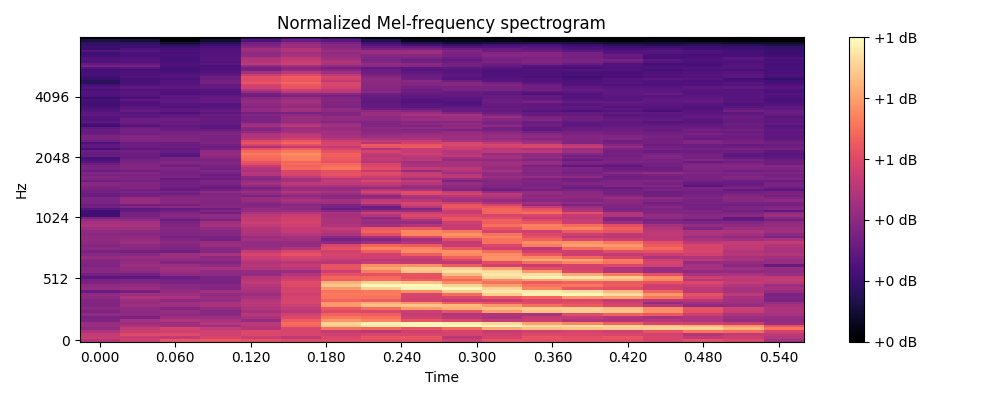 Normalized Mel-frequency spectrogram
Hz
4096
2048
1024
512
0
0.000 0.060 0.120 0.180 0.240 0.300 0.360 0.420 0.480 0.540
Time
+1 dB
+1 dB
+1 dB
+0 dB
+0 dB
+0 dB